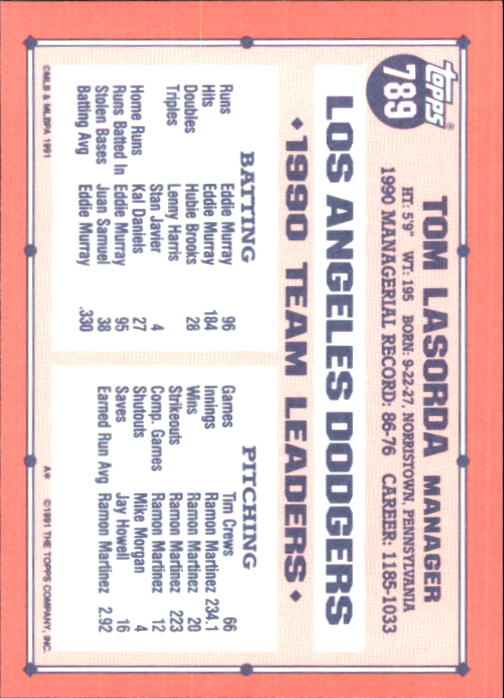 topps®
789
TOM LASORDA MANAGER
HT: 5'9" WT: 195 BORN: 9-22-27, NORRISTOWN, PENNSYLVANIA
1990 MANAGERIAL RECORD: 86-76 CAREER: 1185-1033
LOS ANGELES DODGERS
♦1990 TEAM LEADERS♦
BATTING
Runs Eddie Murray 96
Hits Eddie Murray 184
Doubles Hubie Brooks 28
Triples Lenny Harris
Stan Javier 4
Home Runs Kal Daniels 27
Runs Batted In Eddie Murray 95
Stolen Bases Juan Samuel 38
Batting Avg Eddie Murray .330
PITCHING
Games Tim Crews 66
Innings Ramon Martinez 234.1
Wins Ramon Martinez 20
Strikeouts Ramon Martinez 223
Comp. Games Ramon Martinez 12
Shutouts Mike Morgan 4
Saves Jay Howell 16
Earned Run Avg Ramon Martinez 2.92
©MLB & MLBPA 1991
A* ©1991 THE TOPPS COMPANY, INC.